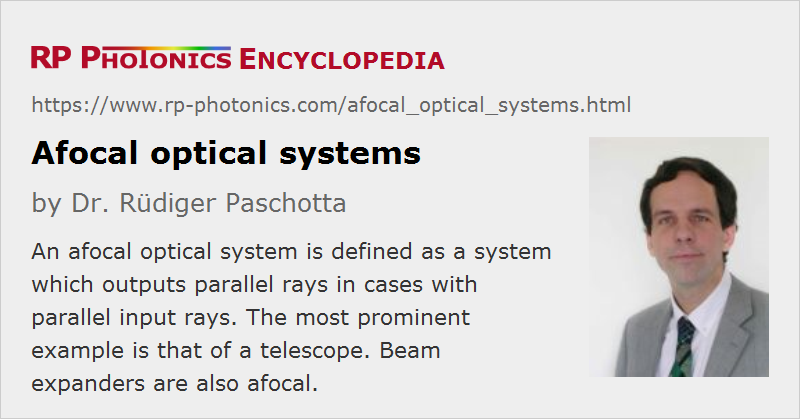 RP PHOTONICS ENCYCLOPEDIA
https://www.rp-photonics.com/afocal_optical_systems.html
Afocal optical systems
by Dr. Rüdiger Paschotta
An afocal optical system is defined as a system
which outputs parallel rays in cases with
parallel input rays. The most prominent
example is that of a telescope. Beam
expanders are also afocal.